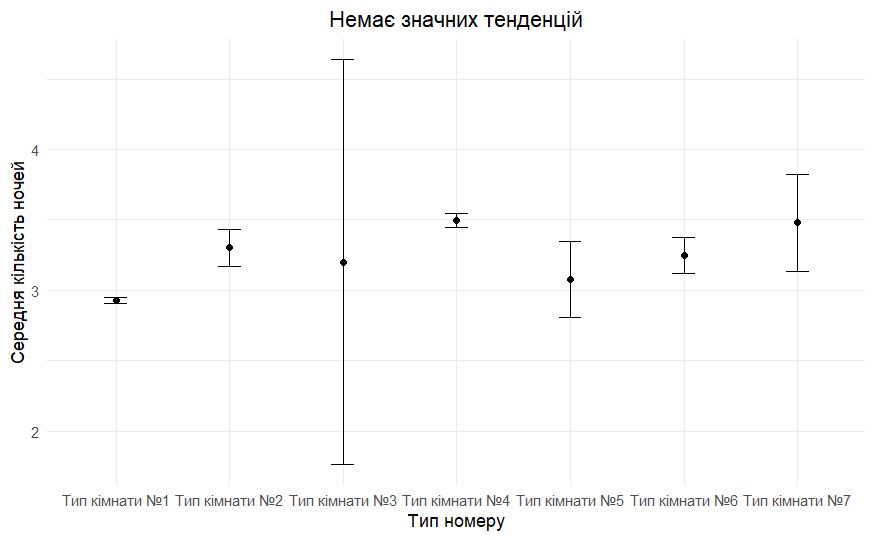 Немає значних тенденцій
Середня кількість ночей
4
3
2
Тип кімнати №1 Тип кімнати №2 Тип кімнати №3 Тип кімнати №4 Тип кімнати №5 Тип кімнати №6 Тип кімнати №7
Тип номеру